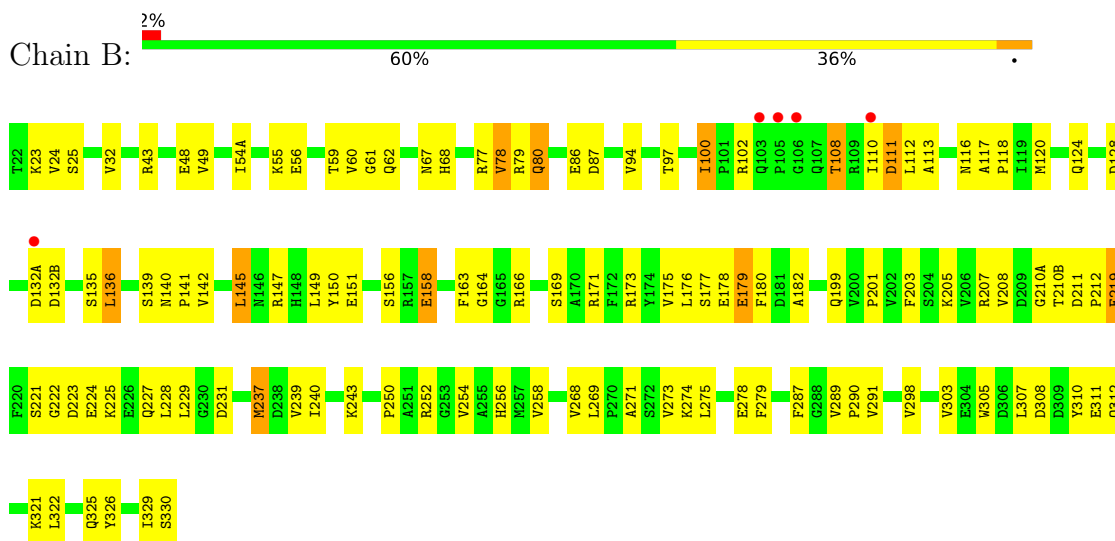 2%
Chain B:
60% 36% •
T22 K23 V24 S25 V32 R43 E48 V49 I54A K55 E56 T59 V60 G61 Q62 N67 H68 R77 V78 R79 Q80 E86 D87 V94 T97 I100 P101 R102 Q103 P105 G106 Q107 T108 R109 I110 D111 L112 A113 N116 A117 P118 I119 M120 Q124
D132A D132B S135 L136 S139 N140 P141 V142 L145 N146 R147 H148 L149 Y150 E151 S156 R157 E158 F163 G164 G165 R166 S169 A170 R171 F172 R173 Y174 V175 L176 S177 E178 E179 F180 D181 A182 Q199 V200 P201 V202 F203 S204 K205 V206 R207 V208 D209 G210A T210B D211 P212
F220 S221 G222 D223 E224 K225 E226 Q227 L228 L229 G230 D231 M237 D238 V239 I240 K243 P250 A251 R252 G253 V254 A255 H256 M257 V258 V268 L269 P270 A271 S272 V273 K274 L275 E278 F279 F287 G288 V289 P290 V291 V298 V303 E304 W305 D306 L307 D308 D309 Y310 E311
K321 L322 Q325 Y326 I329 S330